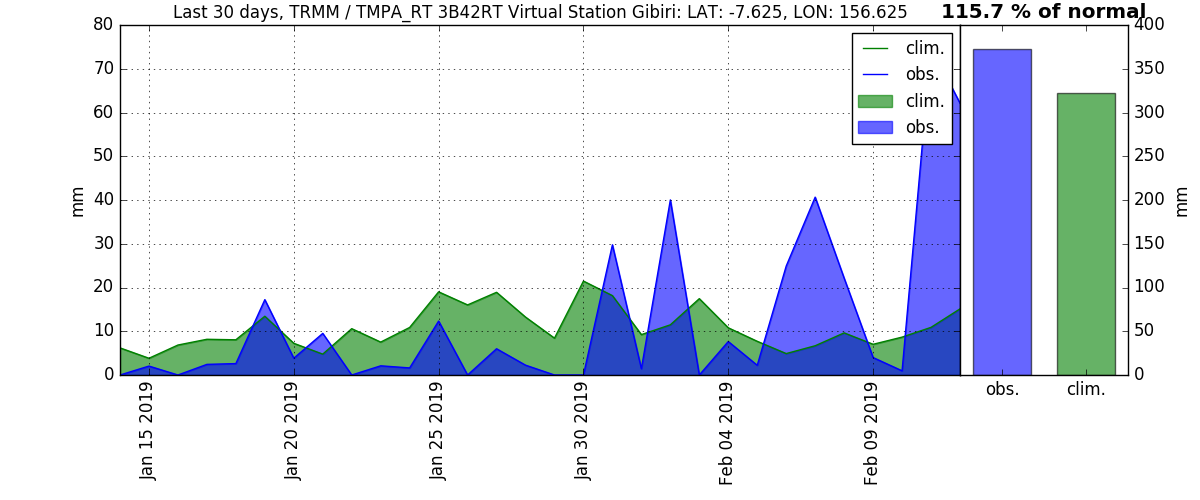 Last 30 days, TRMM / TMPA_RT 3B42RT Virtual Station Gibiri: LAT: -7.625, LON: 156.625
115.7 % of normal
80
70
60
50
40
30
20
10
0
mm
clim.
obs.
clim.
obs.
Jan 15 2019
Jan 20 2019
Jan 25 2019
Jan 30 2019
Feb 04 2019
Feb 09 2019
400
350
300
250
200
150
100
50
0
mm
obs.
clim.